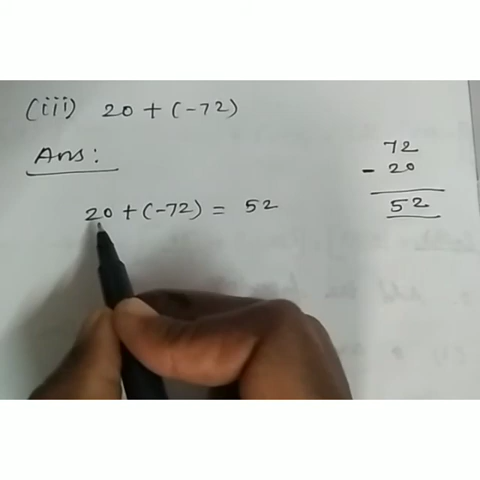 (iii) 20 + (-72)
Ans:
20 + (-72) = 52
72
- 20
52